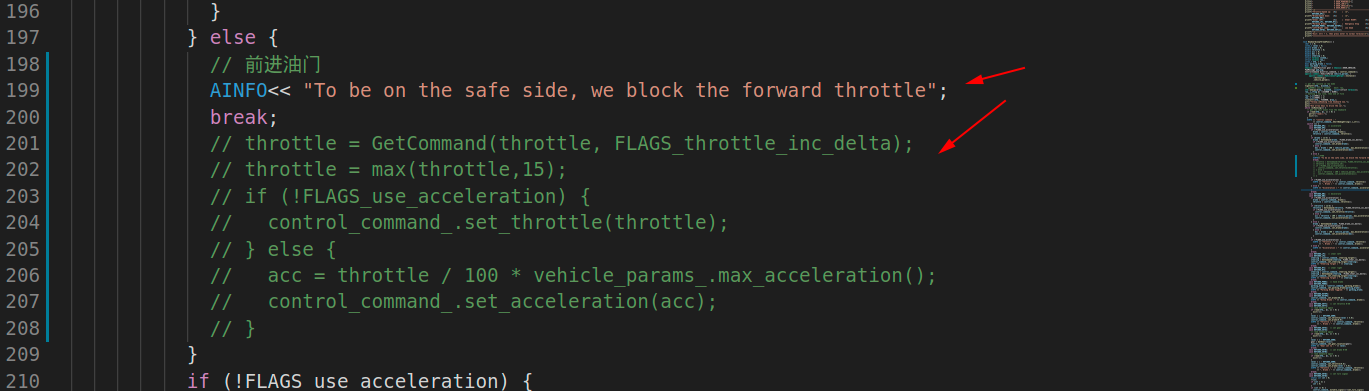 196 }
197 } else {
198 // 前进油门
199 AINFO<< "To be on the safe side, we block the forward throttle";
200 break;
201 // throttle = GetCommand(throttle, FLAGS_throttle_inc_delta);
202 // throttle = max(throttle,15);
203 // if (!FLAGS_use_acceleration) {
204 //   control_command_.set_throttle(throttle);
205 // } else {
206 //   acc = throttle / 100 * vehicle_params_.max_acceleration();
207 //   control_command_.set_acceleration(acc);
208 // }
209 }
210 if (!FLAGS_use_acceleration) {